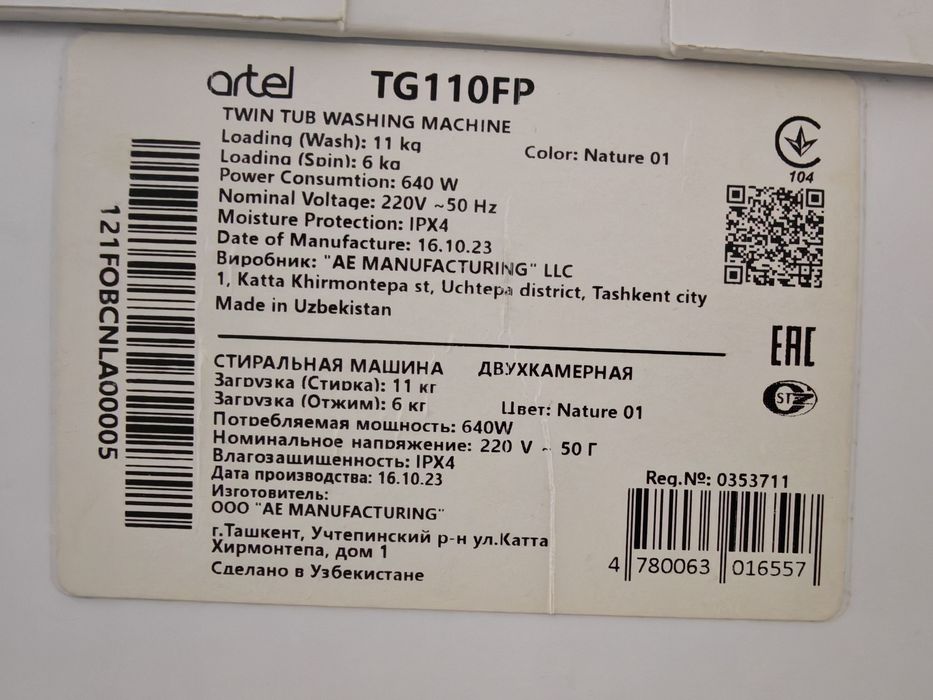 artel TG110FP
TWIN TUB WASHING MACHINE
Loading (Wash): 11 kg
Loading (Spin): 6 kg
Color: Nature 01
Power Consumtion: 640 W
Nominal Voltage: 220V ~50 Hz
Moisture Protection: IPX4
Date of Manufacture: 16.10.23
Виробник: "AE MANUFACTURING" LLC
1, Katta Khirmontepa st, Uchtepa district, Tashkent city
Made in Uzbekistan
104
121FOBCNLA00005
EAC
ST
СТИРАЛЬНАЯ МАШИНА ДВУХКАМЕРНАЯ
Загрузка (Стирка): 11 кг
Загрузка (Отжим): 6 кг
Цвет: Nature 01
Потребляемая мощность: 640W
Номинальное напряжение: 220 V ~ 50 Г
Влагозащищенность: IPX4
Дата производства: 16.10.23
Изготовитель:
ООО "AE MANUFACTURING"
г.Ташкент, Учтепинский р-н ул.Катта
Хирмонтепа, дом 1
Сделано в Узбекистане
Reg.№: 0353711
4 780063 016557